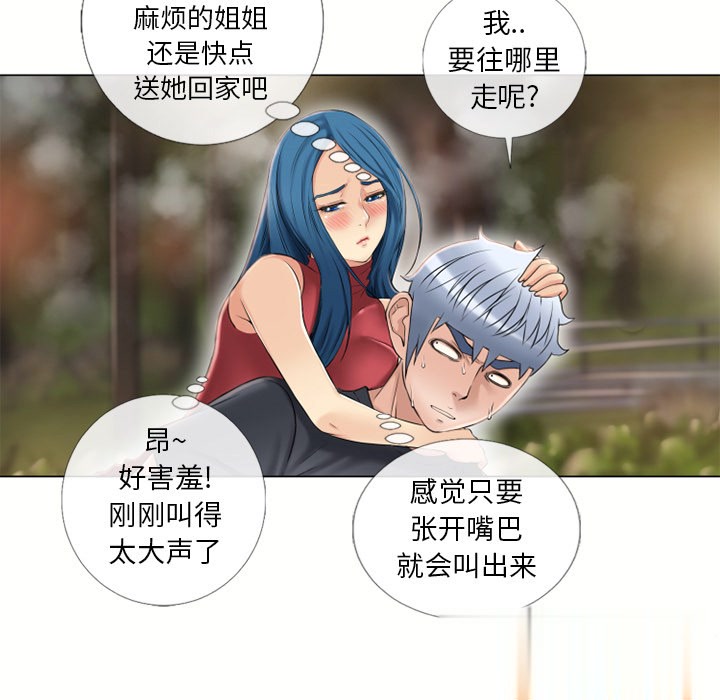 麻烦的姐姐
还是快点
送她回家吧
我..
要往哪里
走呢?
昂~
好害羞!
刚刚叫得
太大声了
感觉只要
张开嘴巴
就会叫出来